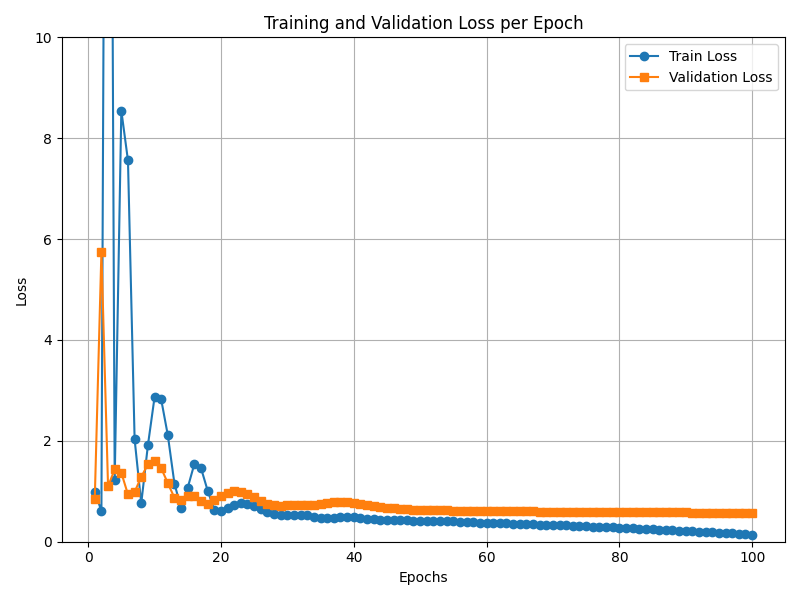 Training and Validation Loss per Epoch
Train Loss
Validation Loss
10
8
6
4
2
0
Loss
0 20 40 60 80 100
Epochs